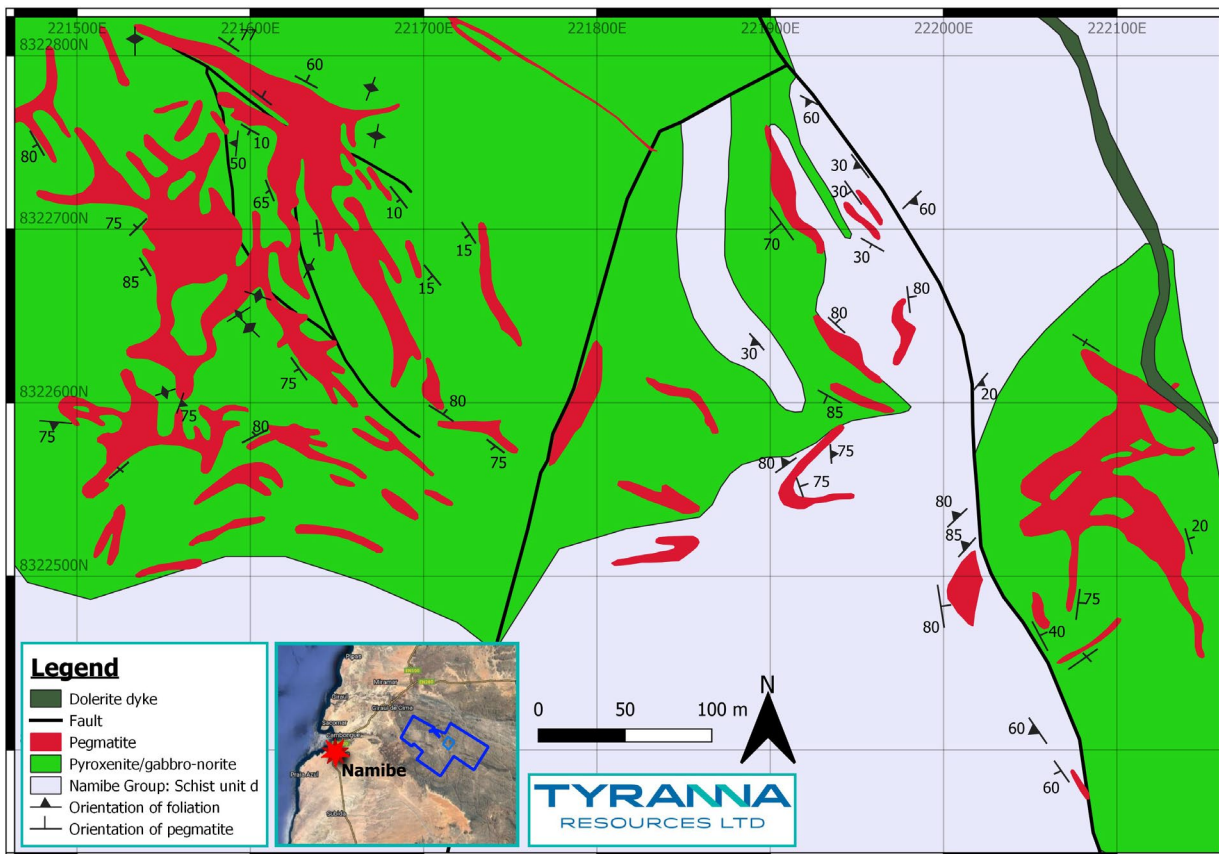 221500E 221600E 221700E 221800E 221900E 222000E 222100E
8322800N
77
60
60
80
10
50
30
30
60
65
10
8322700N
75
15
70
30
85
15
80
80
30
75
20
8322600N
80
85
75
75
80
75
80
75
75
80
85
20
8322500N
75
80
40
60
60
Legend
Dolerite dyke
Fault
Pegmatite
Pyroxenite/gabbro-norite
Namibe Group: Schist unit d
Orientation of foliation
Orientation of pegmatite
Miramar
Namibe
0 50 100 m
N
TYRANNA
RESOURCES LTD